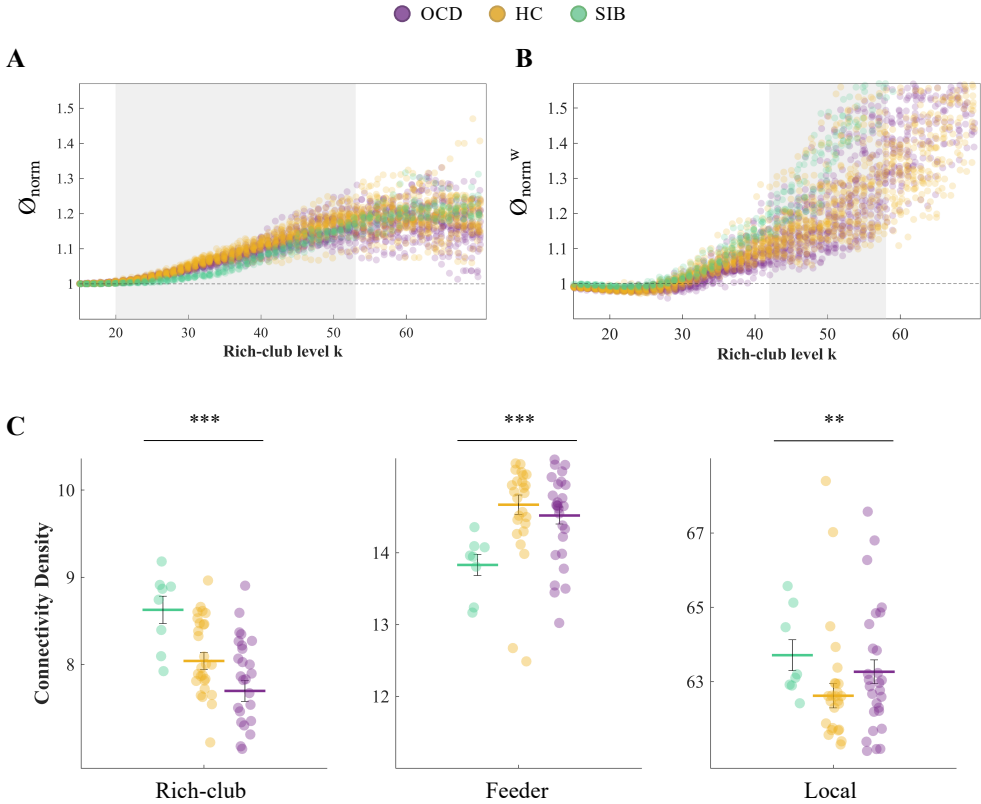 OCD HC SIB
A
B
Ø norm
1.5
1.4
1.3
1.2
1.1
1
20 30 40 50 60
Rich-club level k
Ø norm w
1.5
1.4
1.3
1.2
1.1
1
20 30 40 50 60
Rich-club level k
C
Connectivity Density
***
10
9
8
Rich-club
***
14
13
12
Feeder
**
67
65
63
Local